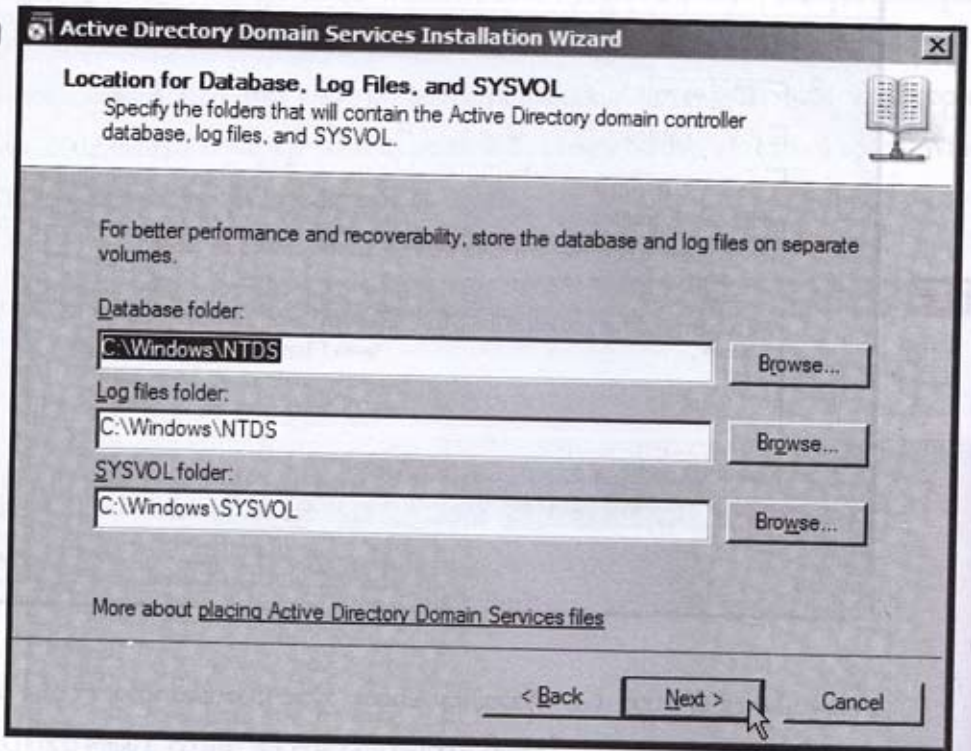 Active Directory Domain Services Installation Wizard
Location for Database, Log Files, and SYSVOL
Specify the folders that will contain the Active Directory domain controller
database, log files, and SYSVOL.
For better performance and recoverability, store the database and log files on separate
volumes.
Database folder:
C:\Windows\NTDS
Browse...
Log files folder:
C:\Windows\NTDS
Browse...
SYSVOL folder:
C:\Windows\SYSVOL
Browse...
More about placing Active Directory Domain Services files
< Back
Next >
Cancel